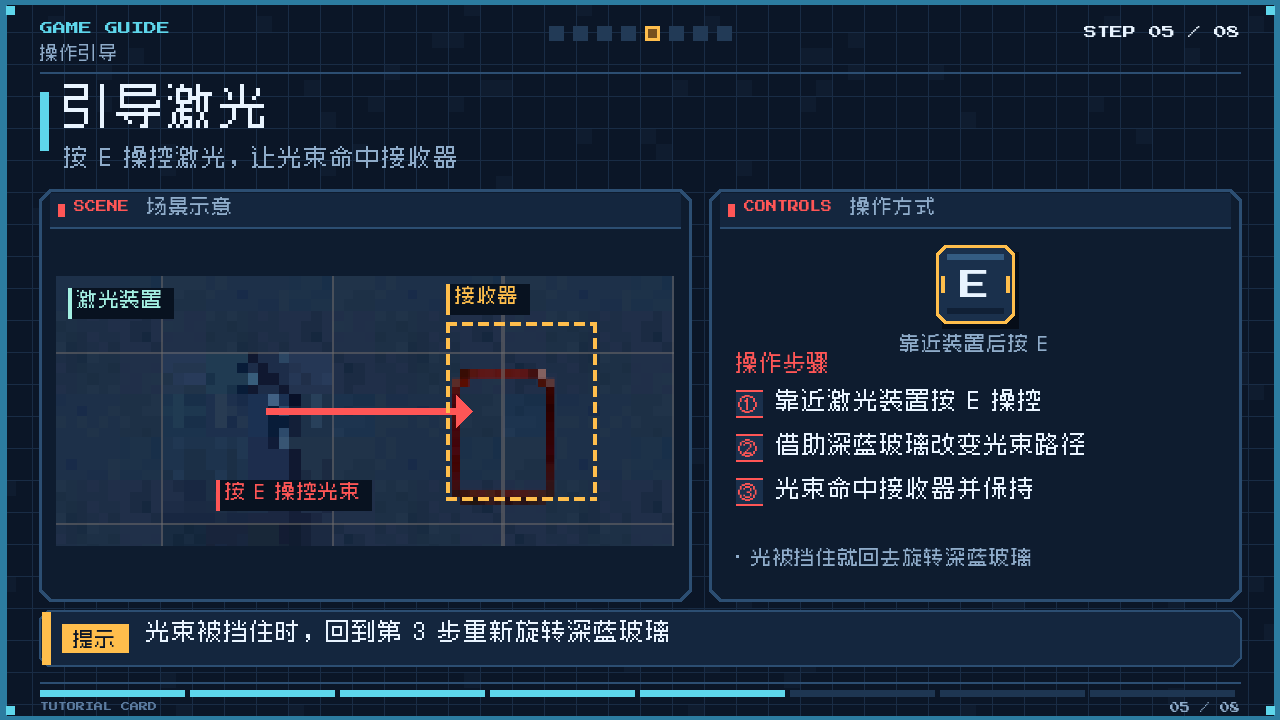 GAME GUIDE
操作引导
STEP 05 / 08
引导激光
按 E 操控激光，让光束命中接收器
SCENE 场景示意
激光装置
接收器
按 E 操控光束
CONTROLS 操作方式
E
靠近装置后按 E
操作步骤
① 靠近激光装置按 E 操控
② 借助深蓝玻璃改变光束路径
③ 光束命中接收器并保持
· 光被挡住就回去旋转深蓝玻璃
提示 光束被挡住时，回到第 3 步重新旋转深蓝玻璃
TUTORIAL CARD
05 / 08